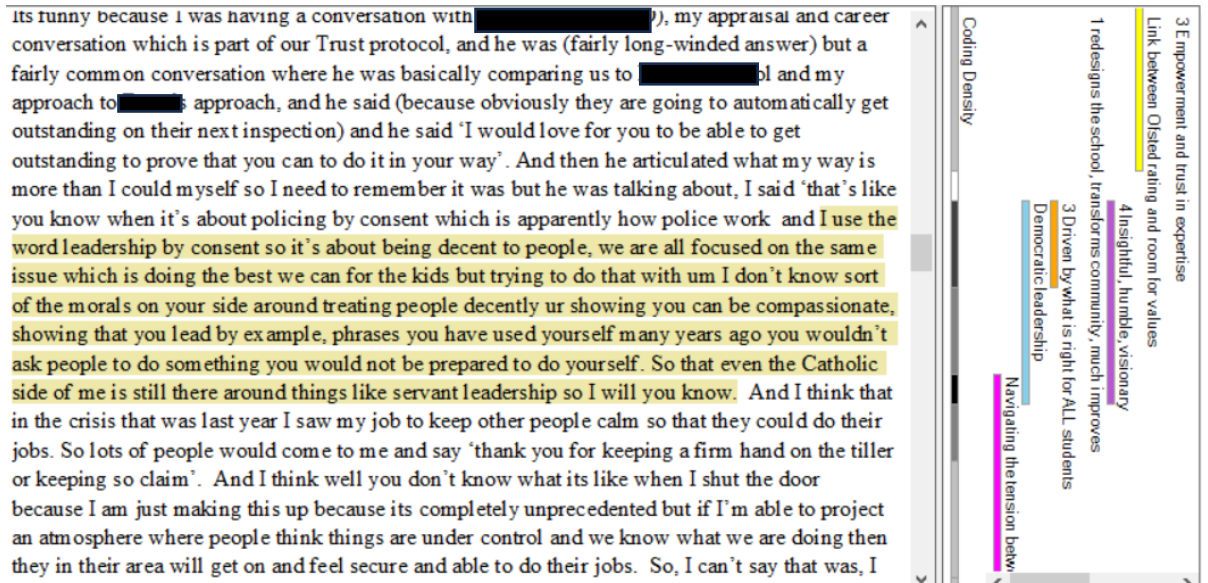 Its funny because I was having a conversation with ), my appraisal and career
conversation which is part of our Trust protocol, and he was (fairly long-winded answer) but a
fairly common conversation where he was basically comparing us to l and my
approach to s approach, and he said (because obviously they are going to automatically get
outstanding on their next inspection) and he said ‘I would love for you to be able to get
outstanding to prove that you can to do it in your way’. And then he articulated what my way is
more than I could myself so I need to remember it was but he was talking about, I said ‘that’s like
you know when it’s about policing by consent which is apparently how police work and I use the
word leadership by consent so it’s about being decent to people, we are all focused on the same
issue which is doing the best we can for the kids but trying to do that with um I don’t know sort
of the morals on your side around treating people decently ur showing you can be compassionate,
showing that you lead by example, phrases you have used yourself many years ago you wouldn’t
ask people to do something you would not be prepared to do yourself. So that even the Catholic
side of me is still there around things like servant leadership so I will you know. And I think that
in the crisis that was last year I saw my job to keep other people calm so that they could do their
jobs. So lots of people would come to me and say ‘thank you for keeping a firm hand on the tiller
or keeping so claim’. And I think well you don’t know what its like when I shut the door
because I am just making this up because its completely unprecedented but if I’m able to project
an atmosphere where people think things are under control and we know what we are doing then
they in their area will get on and feel secure and able to do their jobs. So, I can’t say that was, I
3 Empowerment and trust in expertise
Link between Ofsted rating and room for values
4 Insightful, humble, visionary
1 redesigns the school, transforms community, much improves
3 Driven by what is right for ALL students
Democratic leadership
Navigating the tension betw
Coding Density